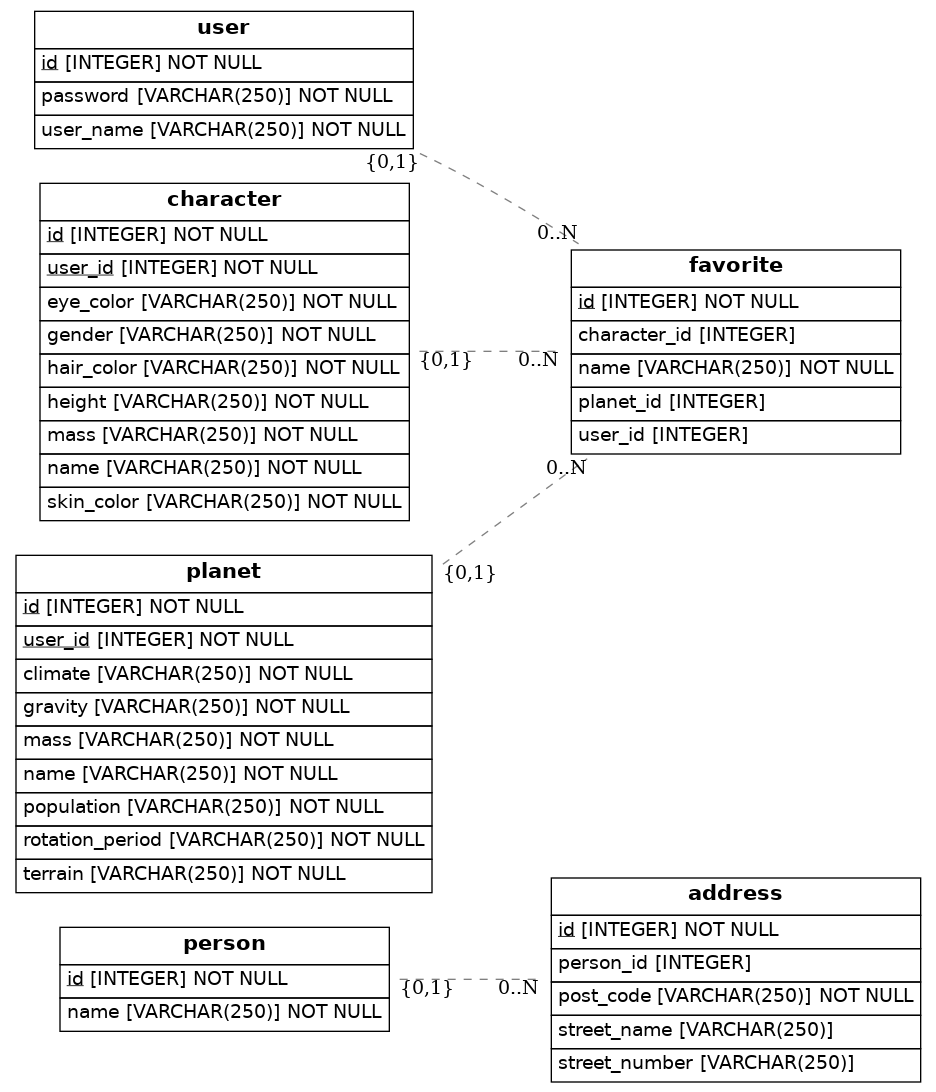 user
id [INTEGER] NOT NULL
password [VARCHAR(250)] NOT NULL
user_name [VARCHAR(250)] NOT NULL
{0,1}
0..N
character
id [INTEGER] NOT NULL
user_id [INTEGER] NOT NULL
eye_color [VARCHAR(250)] NOT NULL
gender [VARCHAR(250)] NOT NULL
hair_color [VARCHAR(250)] NOT NULL
height [VARCHAR(250)] NOT NULL
mass [VARCHAR(250)] NOT NULL
name [VARCHAR(250)] NOT NULL
skin_color [VARCHAR(250)] NOT NULL
{0,1}
0..N
favorite
id [INTEGER] NOT NULL
character_id [INTEGER]
name [VARCHAR(250)] NOT NULL
planet_id [INTEGER]
user_id [INTEGER]
0..N
{0,1}
planet
id [INTEGER] NOT NULL
user_id [INTEGER] NOT NULL
climate [VARCHAR(250)] NOT NULL
gravity [VARCHAR(250)] NOT NULL
mass [VARCHAR(250)] NOT NULL
name [VARCHAR(250)] NOT NULL
population [VARCHAR(250)] NOT NULL
rotation_period [VARCHAR(250)] NOT NULL
terrain [VARCHAR(250)] NOT NULL
person
id [INTEGER] NOT NULL
name [VARCHAR(250)] NOT NULL
{0,1}
0..N
address
id [INTEGER] NOT NULL
person_id [INTEGER]
post_code [VARCHAR(250)] NOT NULL
street_name [VARCHAR(250)]
street_number [VARCHAR(250)]